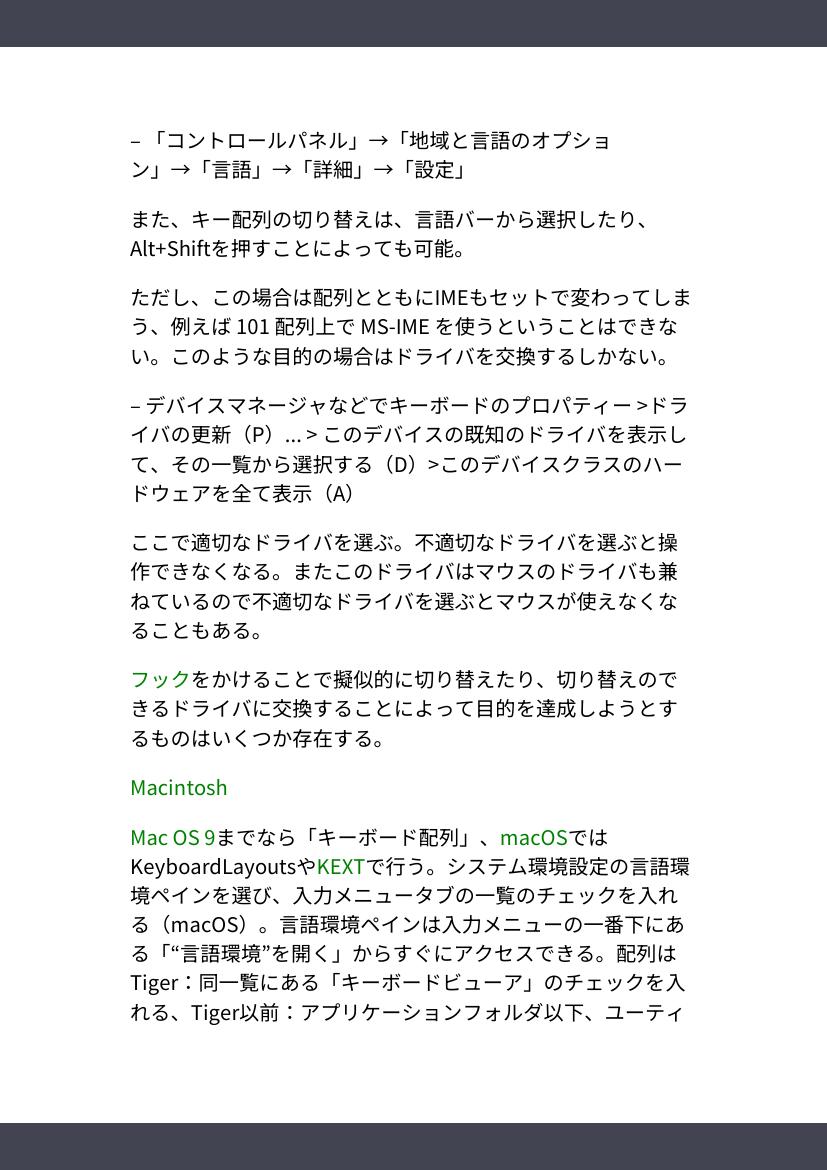 – 「コントロールパネル」→「地域と言語のオプショ
ン」→「言語」→「詳細」→「設定」
また、キー配列の切り替えは、言語バーから選択したり、
Alt+Shiftを押すことによっても可能。
ただし、この場合は配列とともにIMEもセットで変わってしま
う、例えば 101 配列上で MS-IME を使うということはできな
い。このような目的の場合はドライバを交換するしかない。
– デバイスマネージャなどでキーボードのプロパティー >ドラ
イバの更新（P）... > このデバイスの既知のドライバを表示し
て、その一覧から選択する（D）>このデバイスクラスのハー
ドウェアを全て表示（A）
ここで適切なドライバを選ぶ。不適切なドライバを選ぶと操
作できなくなる。またこのドライバはマウスのドライバも兼
ねているので不適切なドライバを選ぶとマウスが使えなくな
ることもある。
フックをかけることで擬似的に切り替えたり、切り替えので
きるドライバに交換することによって目的を達成しようとす
るものはいくつか存在する。
Macintosh
Mac OS 9までなら「キーボード配列」、macOSでは
KeyboardLayoutsやKEXTで行う。システム環境設定の言語環
境ペインを選び、入力メニュータブの一覧のチェックを入れ
る（macOS）。言語環境ペインは入力メニューの一番下にあ
る「“言語環境”を開く」からすぐにアクセスできる。配列は
Tiger：同一覧にある「キーボードビューア」のチェックを入
れる、Tiger以前：アプリケーションフォルダ以下、ユーティ